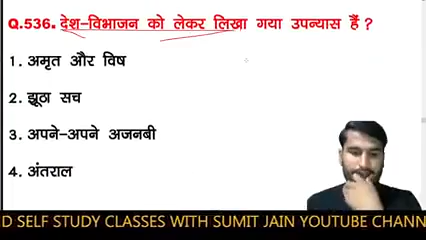 Q.536. देश-विभाजन को लेकर लिखा गया उपन्यास हैं ?
1. अमृत और विष
2. झूठा सच
3. अपने-अपने अजनबी
4. अंतराल
D SELF STUDY CLASSES WITH SUMIT JAIN YOUTUBE CHANN